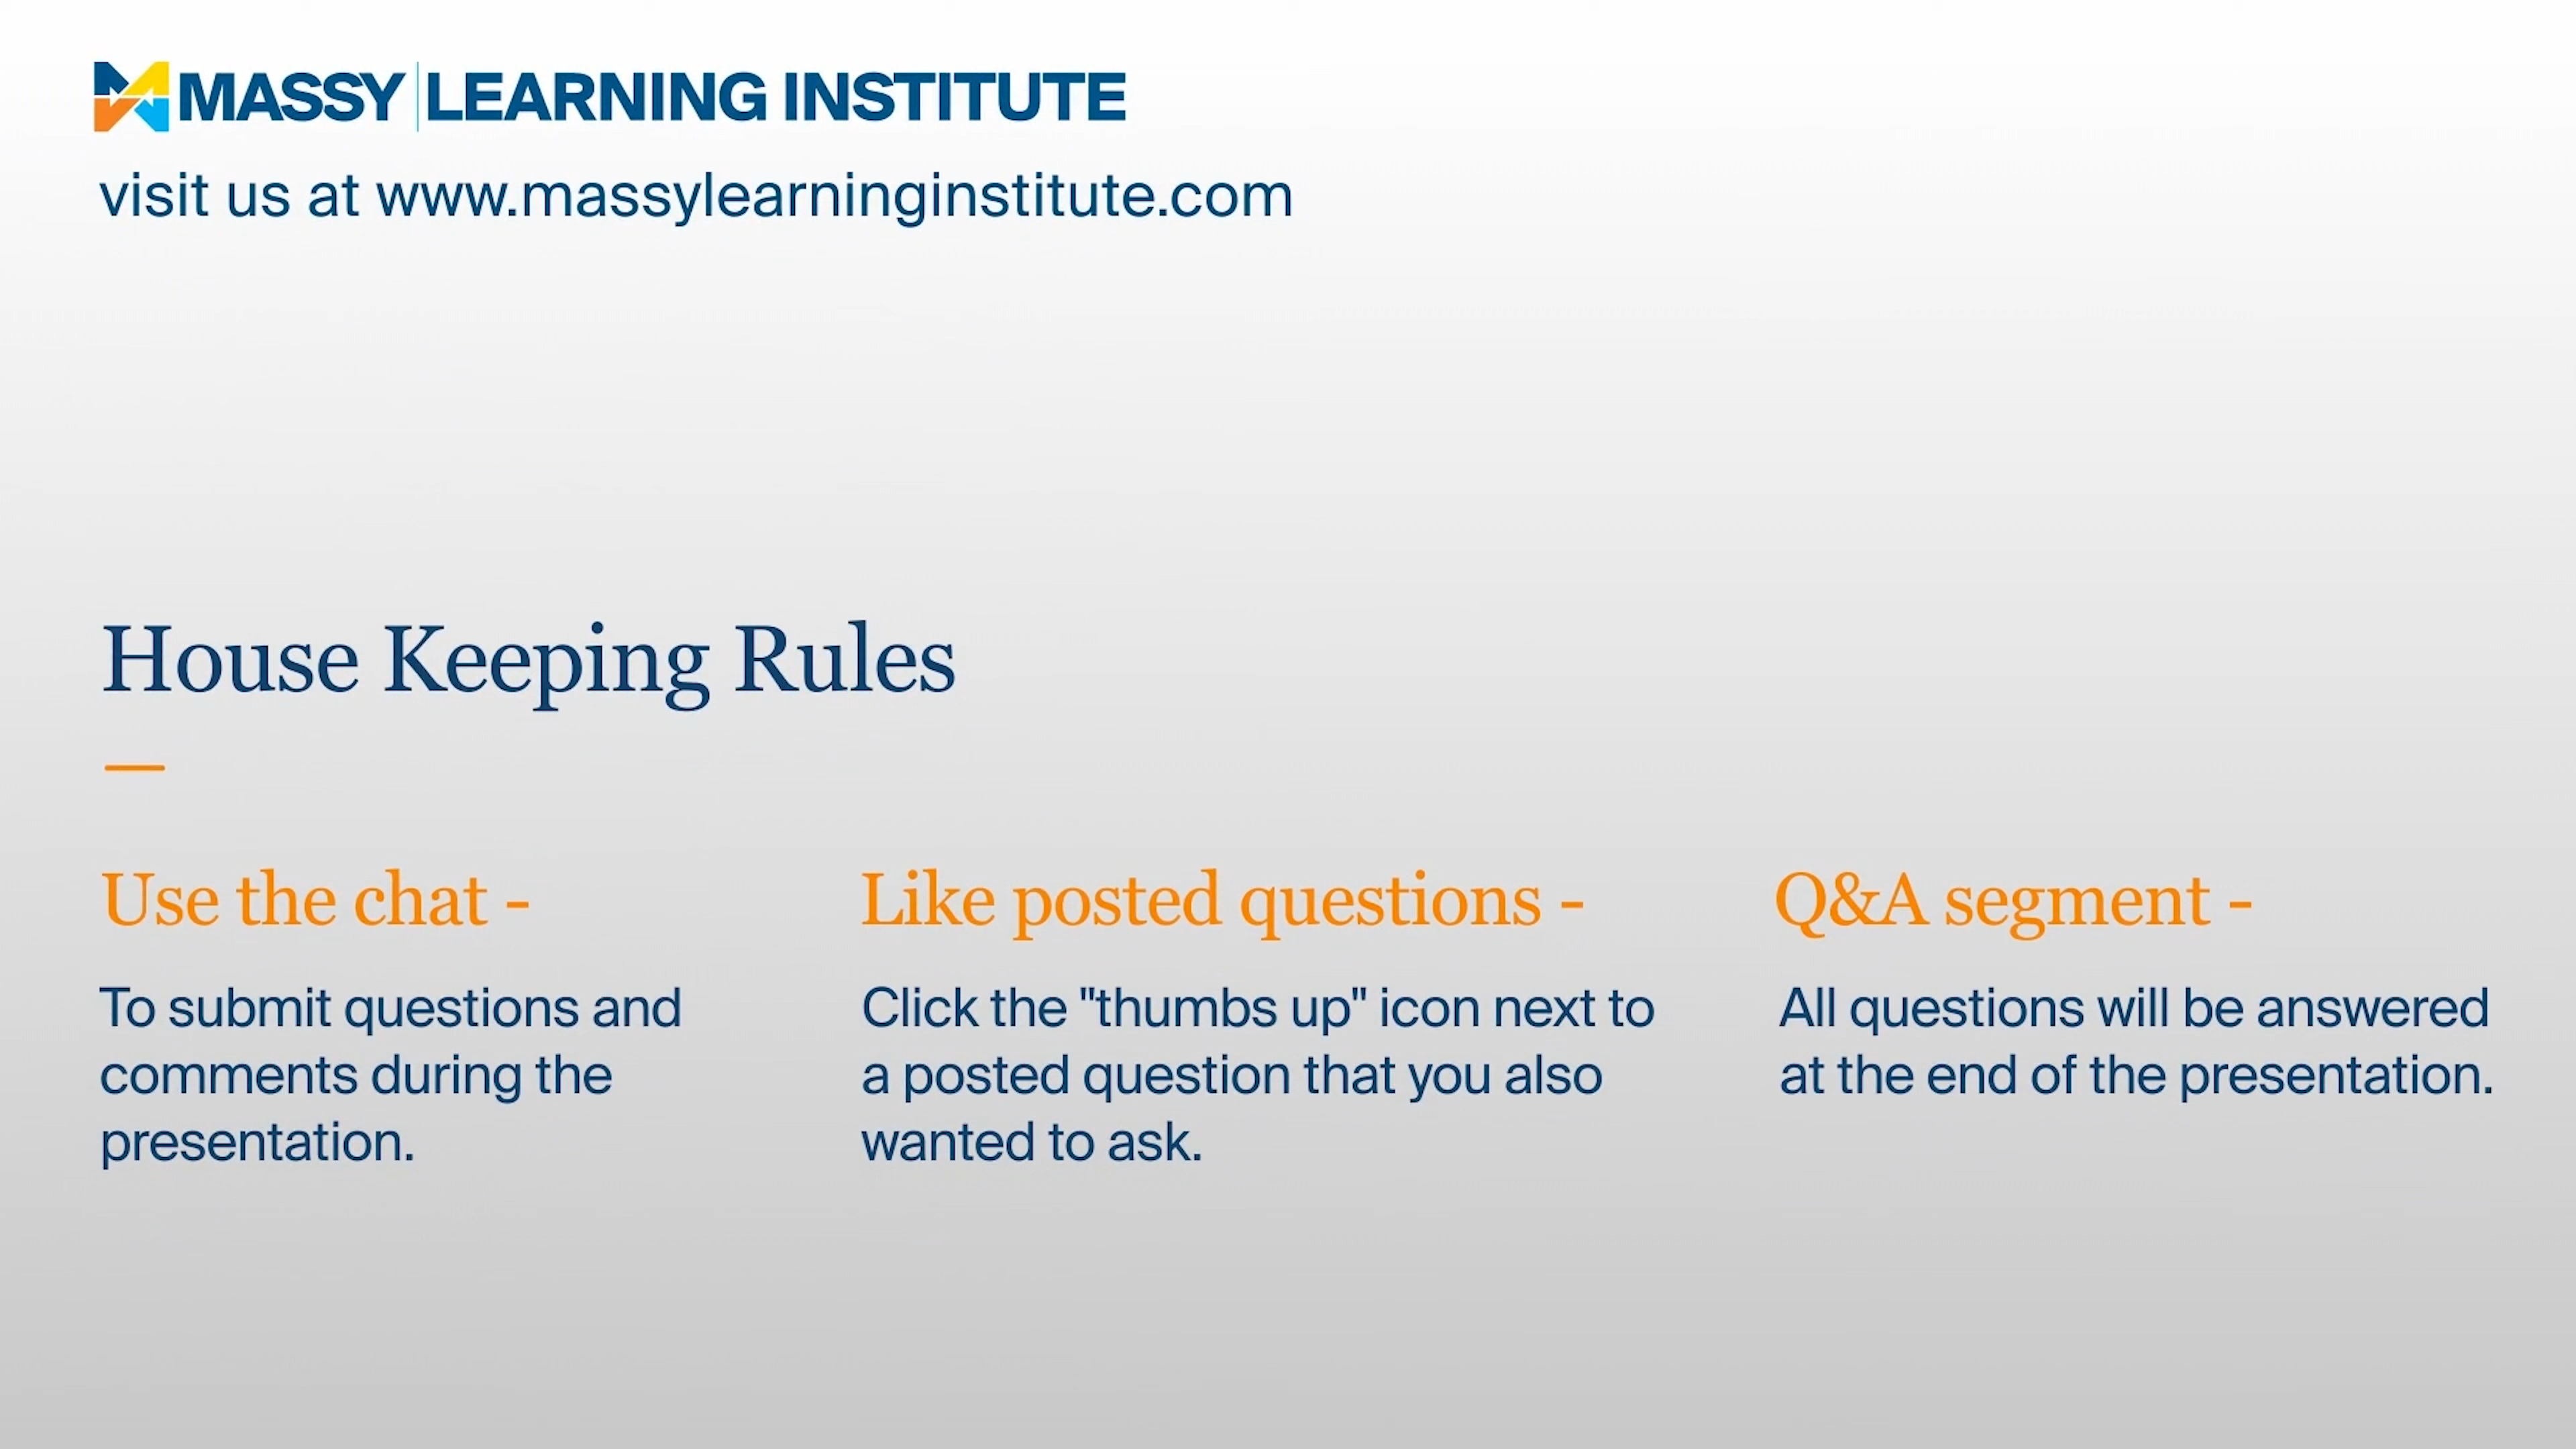 MASSY LEARNING INSTITUTE
visit us at www.massylearninginstitute.com
House Keeping Rules
Use the chat -
To submit questions and
comments during the
presentation.
Like posted questions -
Click the "thumbs up" icon next to
a posted question that you also
wanted to ask.
Q&A segment -
All questions will be answered
at the end of the presentation.